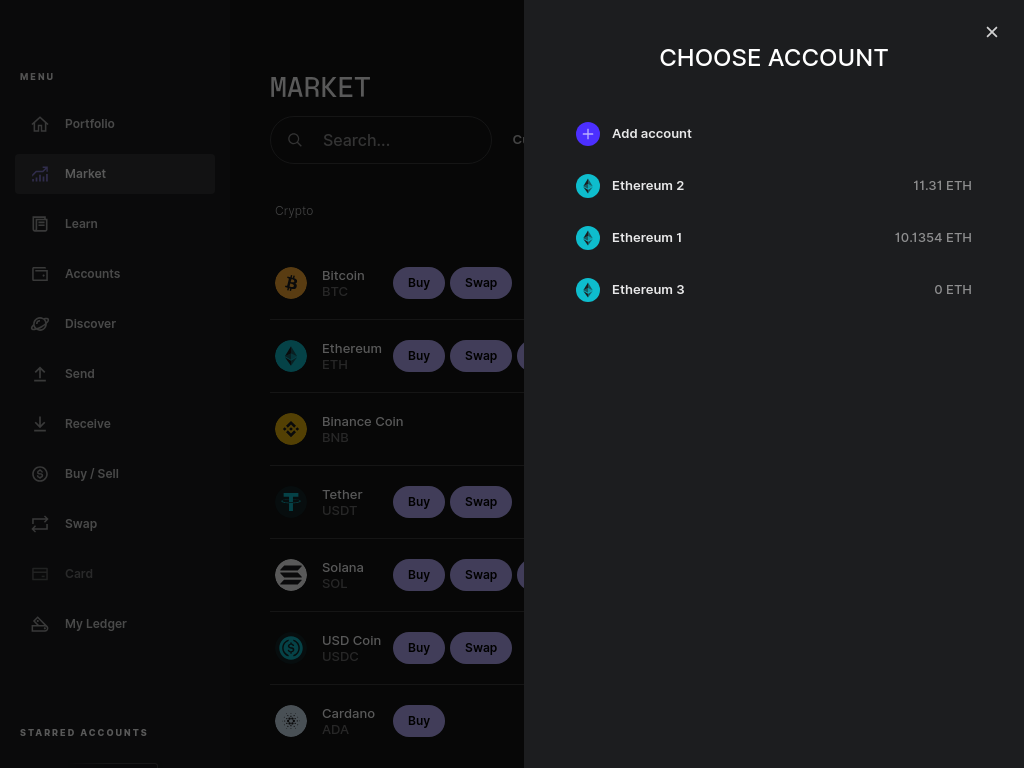 MENU
Portfolio
Market
Learn
Accounts
Discover
Send
Receive
Buy / Sell
Swap
Card
My Ledger
STARRED ACCOUNTS
MARKET
Search...
Crypto
Bitcoin
BTC
Buy
Swap
Ethereum
ETH
Buy
Swap
Binance Coin
BNB
Tether
USDT
Buy
Swap
Solana
SOL
Buy
Swap
USD Coin
USDC
Buy
Swap
Cardano
ADA
Buy
CHOOSE ACCOUNT
Add account
Ethereum 2 11.31 ETH
Ethereum 1 10.1354 ETH
Ethereum 3 0 ETH